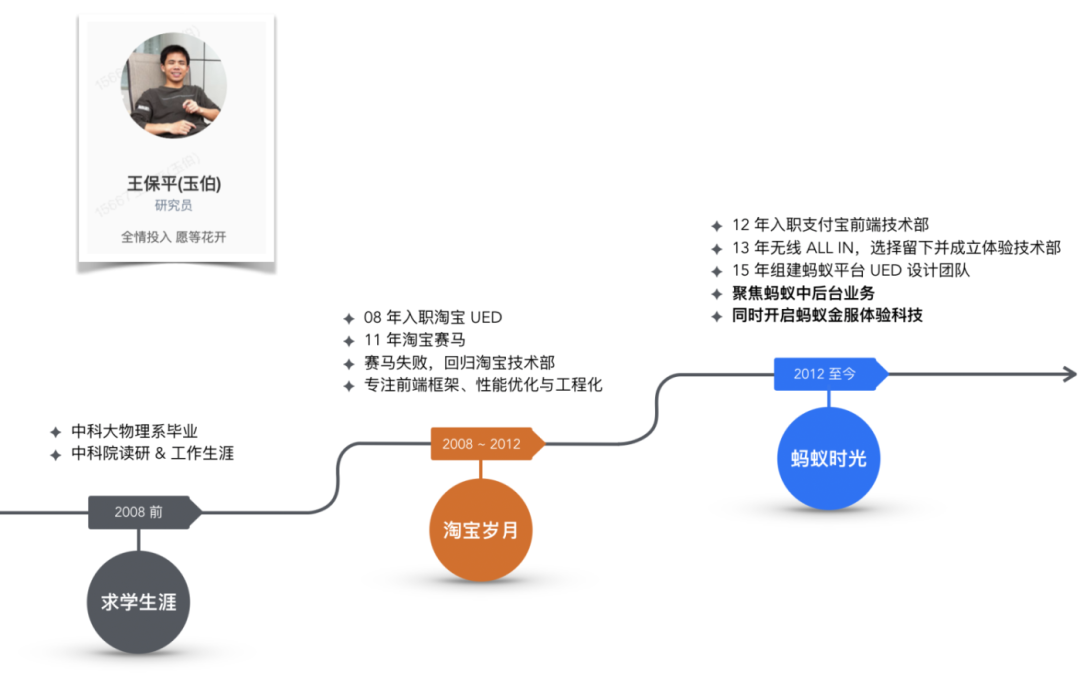 王保平(玉伯)
研究员
全情投入 愿等花开
12 年入职支付宝前端技术部
13 年无线 ALL IN，选择留下并成立体验技术部
15 年组建蚂蚁平台 UED 设计团队
聚焦蚂蚁中后台业务
同时开启蚂蚁金服体验科技
08 年入职淘宝 UED
11 年淘宝赛马
赛马失败，回归淘宝技术部
专注前端框架、性能优化与工程化
2012 至今
蚂蚁时光
中科大物理系毕业
中科院读研 & 工作生涯
2008 ~ 2012
淘宝岁月
2008 前
求学生涯